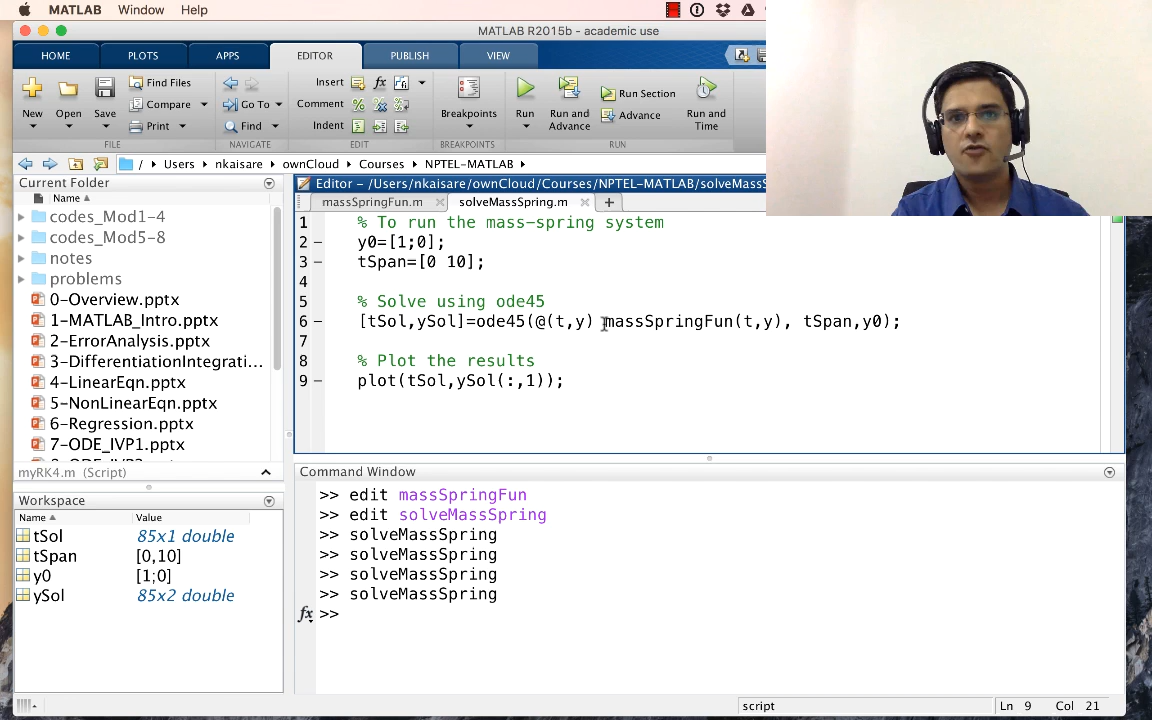 MATLAB Window Help
MATLAB R2015b - academic use
HOME PLOTS APPS EDITOR PUBLISH VIEW
New Open Save Find Files Compare Print FILE
Go To Find NAVIGATE
Insert fx Comment % Indent EDIT
Breakpoints BREAKPOINTS
Run Run and Advance Run Section Advance Run and Time RUN
/ Users nkaisare ownCloud Courses NPTEL-MATLAB
Current Folder
Name
codes_Mod1-4
codes_Mod5-8
notes
problems
0-Overview.pptx
1-MATLAB_Intro.pptx
2-ErrorAnalysis.pptx
3-DifferentiationIntegrati...
4-LinearEqn.pptx
5-NonLinearEqn.pptx
6-Regression.pptx
7-ODE_IVP1.pptx
myRK4.m (Script)
Workspace
Name Value
tSol 85x1 double
tSpan [0,10]
y0 [1;0]
ySol 85x2 double
Editor - /Users/nkaisare/ownCloud/Courses/NPTEL-MATLAB/solveMassS
massSpringFun.m solveMassSpring.m
1 % To run the mass-spring system
2 y0=[1;0];
3 tSpan=[0 10];
4
5 % Solve using ode45
6 [tSol,ySol]=ode45(@(t,y) massSpringFun(t,y), tSpan,y0);
7
8 % Plot the results
9 plot(tSol,ySol(:,1));
Command Window
>> edit massSpringFun
>> edit solveMassSpring
>> solveMassSpring
>> solveMassSpring
>> solveMassSpring
>> solveMassSpring
fx >>
script Ln 9 Col 21